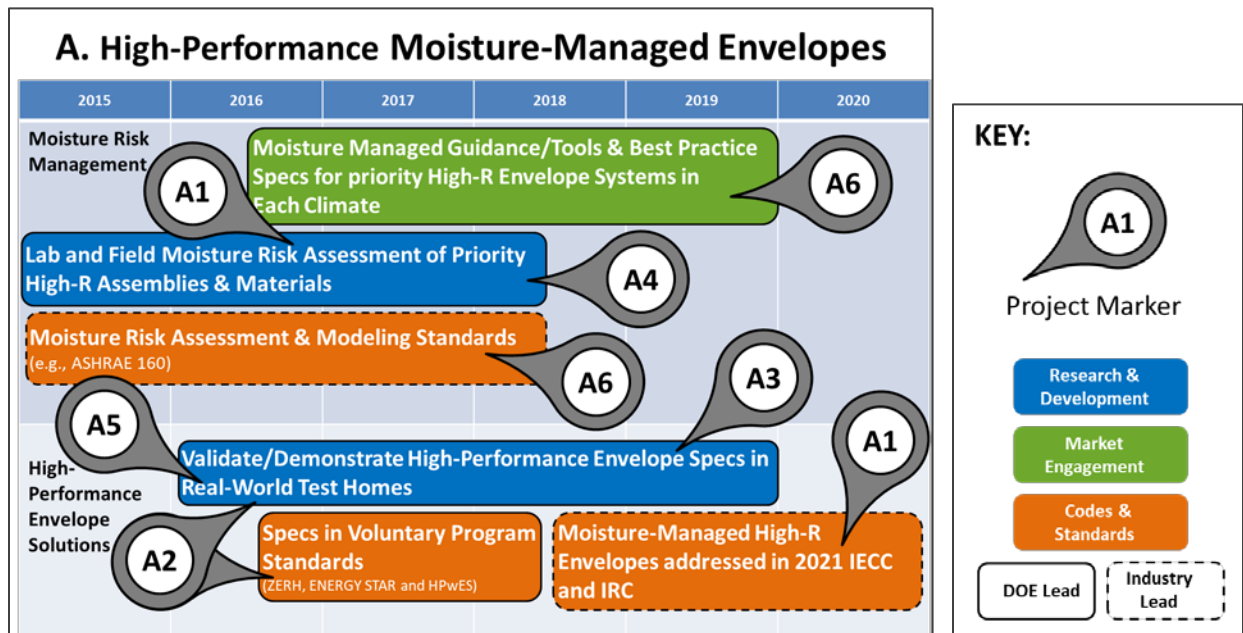 A. High-Performance Moisture-Managed Envelopes
2015 2016 2017 2018 2019 2020
Moisture Risk
Management
A1
Moisture Managed Guidance/Tools & Best Practice
Specs for priority High-R Envelope Systems in
Each Climate
A6
Lab and Field Moisture Risk Assessment of Priority
High-R Assemblies & Materials
A4
Moisture Risk Assessment & Modeling Standards
(e.g., ASHRAE 160)
A6
A3
A1
A5
High-
Performance
Envelope
Solutions
Validate/Demonstrate High-Performance Envelope Specs in
Real-World Test Homes
A2
Specs in Voluntary Program
Standards
(ZERH, ENERGY STAR and HPwES)
Moisture-Managed High-R
Envelopes addressed in 2021 IECC
and IRC
KEY:
A1
Project Marker
Research &
Development
Market
Engagement
Codes &
Standards
DOE Lead
Industry
Lead